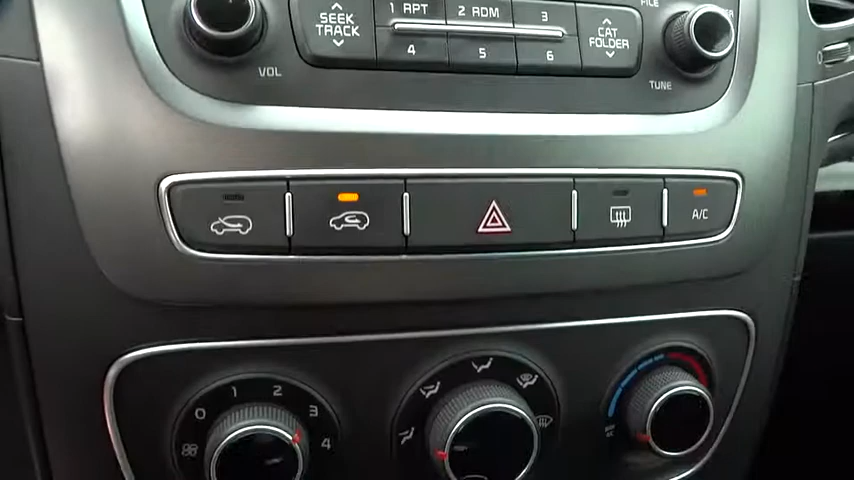 SEEK
TRACK
1 RPT
2 RDM
3
4
5
6
CAT
FOLDER
FILE
VOL
TUNE
A/C
0
1
2
3
4